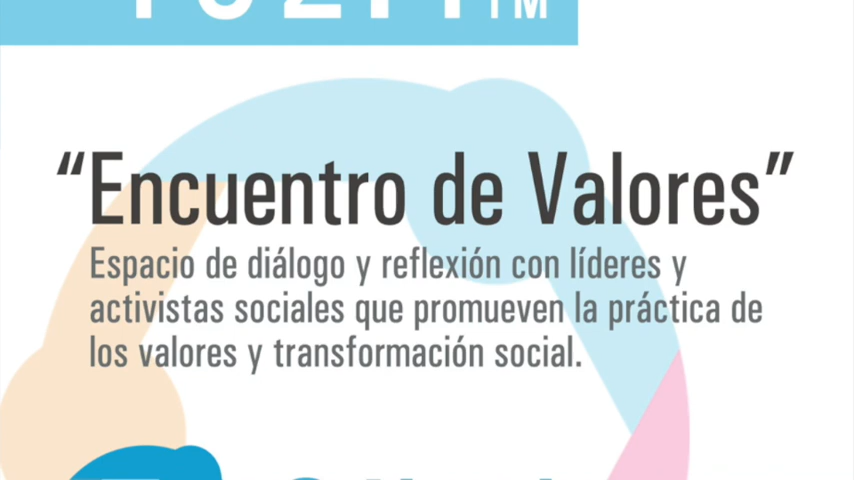 “Encuentro de Valores”
Espacio de diálogo y reflexión con líderes y
activistas sociales que promueven la práctica de
los valores y transformación social.